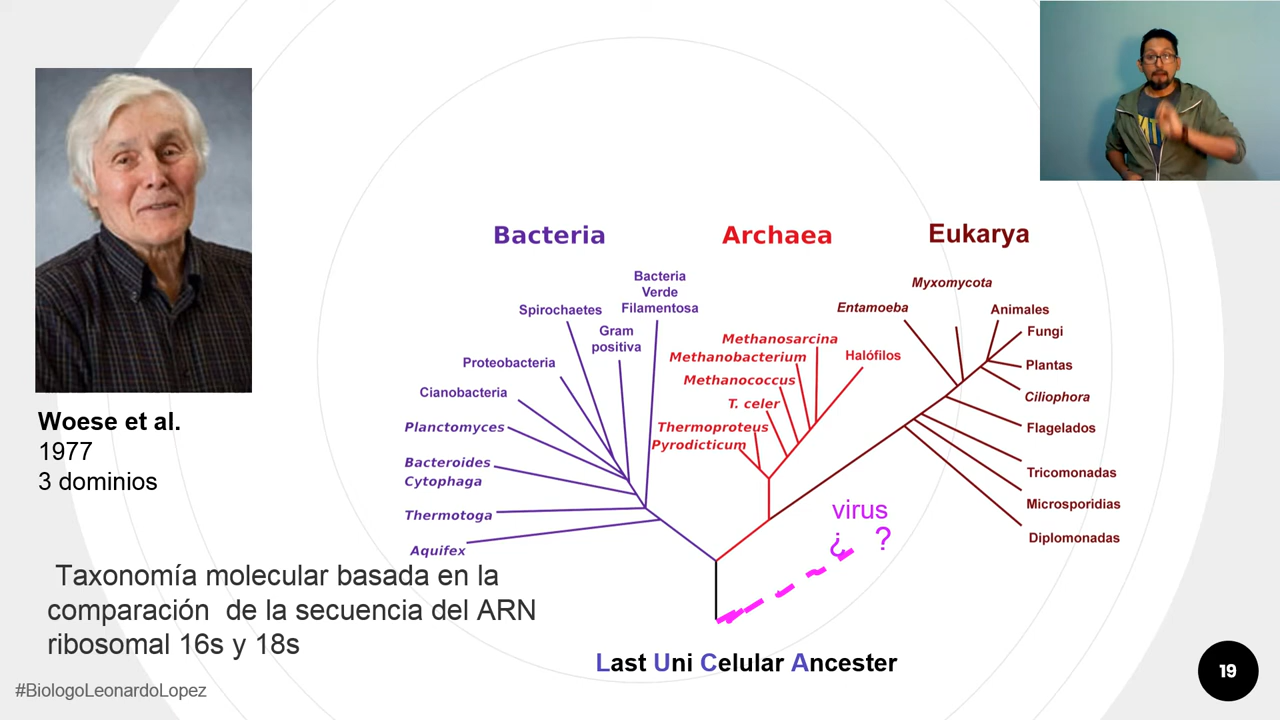 Woese et al.
1977
3 dominios
Bacteria
Archaea
Eukarya
Bacteria
Verde
Filamentosa
Spirochaetes
Gram
positiva
Proteobacteria
Cianobacteria
Planctomyces
Bacteroides
Cytophaga
Thermotoga
Aquifex
Methanosarcina
Methanobacterium
Halófilos
Methanococcus
T. celer
Thermoproteus
Pyrodicticum
Myxomycota
Entamoeba
Animales
Fungi
Plantas
Ciliophora
Flagelados
Tricomonadas
Microsporidias
Diplomonadas
virus
¿ ?
Taxonomía molecular basada en la
comparación de la secuencia del ARN
ribosomal 16s y 18s
Last Uni Celular Ancester
#BiologoLeonardoLopez
19